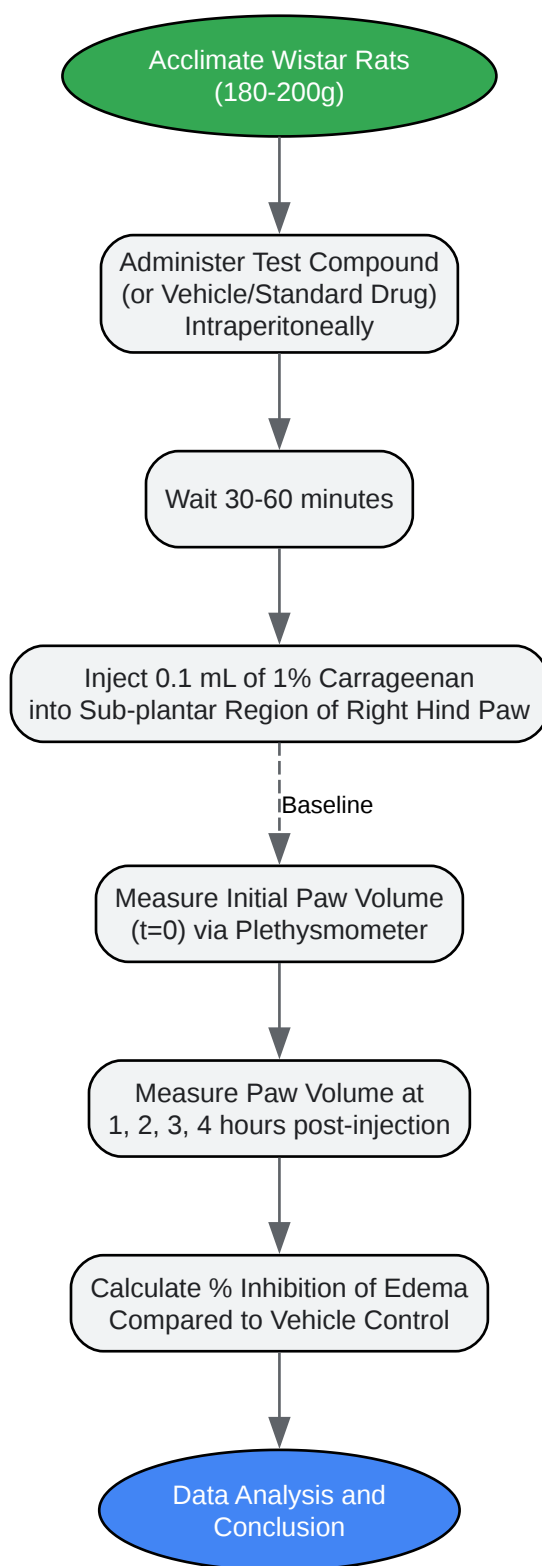 Acclimate Wistar Rats
(180-200g)
Administer Test Compound
(or Vehicle/Standard Drug)
Intraperitoneally
Wait 30-60 minutes
Inject 0.1 mL of 1% Carrageenan
into Sub-plantar Region of Right Hind Paw
Baseline
Measure Initial Paw Volume
(t=0) via Plethysmometer
Measure Paw Volume at
1, 2, 3, 4 hours post-injection
Calculate % Inhibition of Edema
Compared to Vehicle Control
Data Analysis and
Conclusion